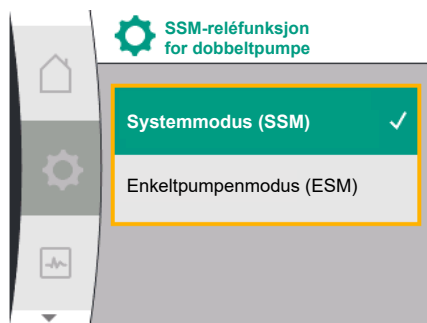 SSM-reléfunksjon
for dobbeltpumpe
Systemmodus (SSM)
Enkeltpumpenmodus (ESM)